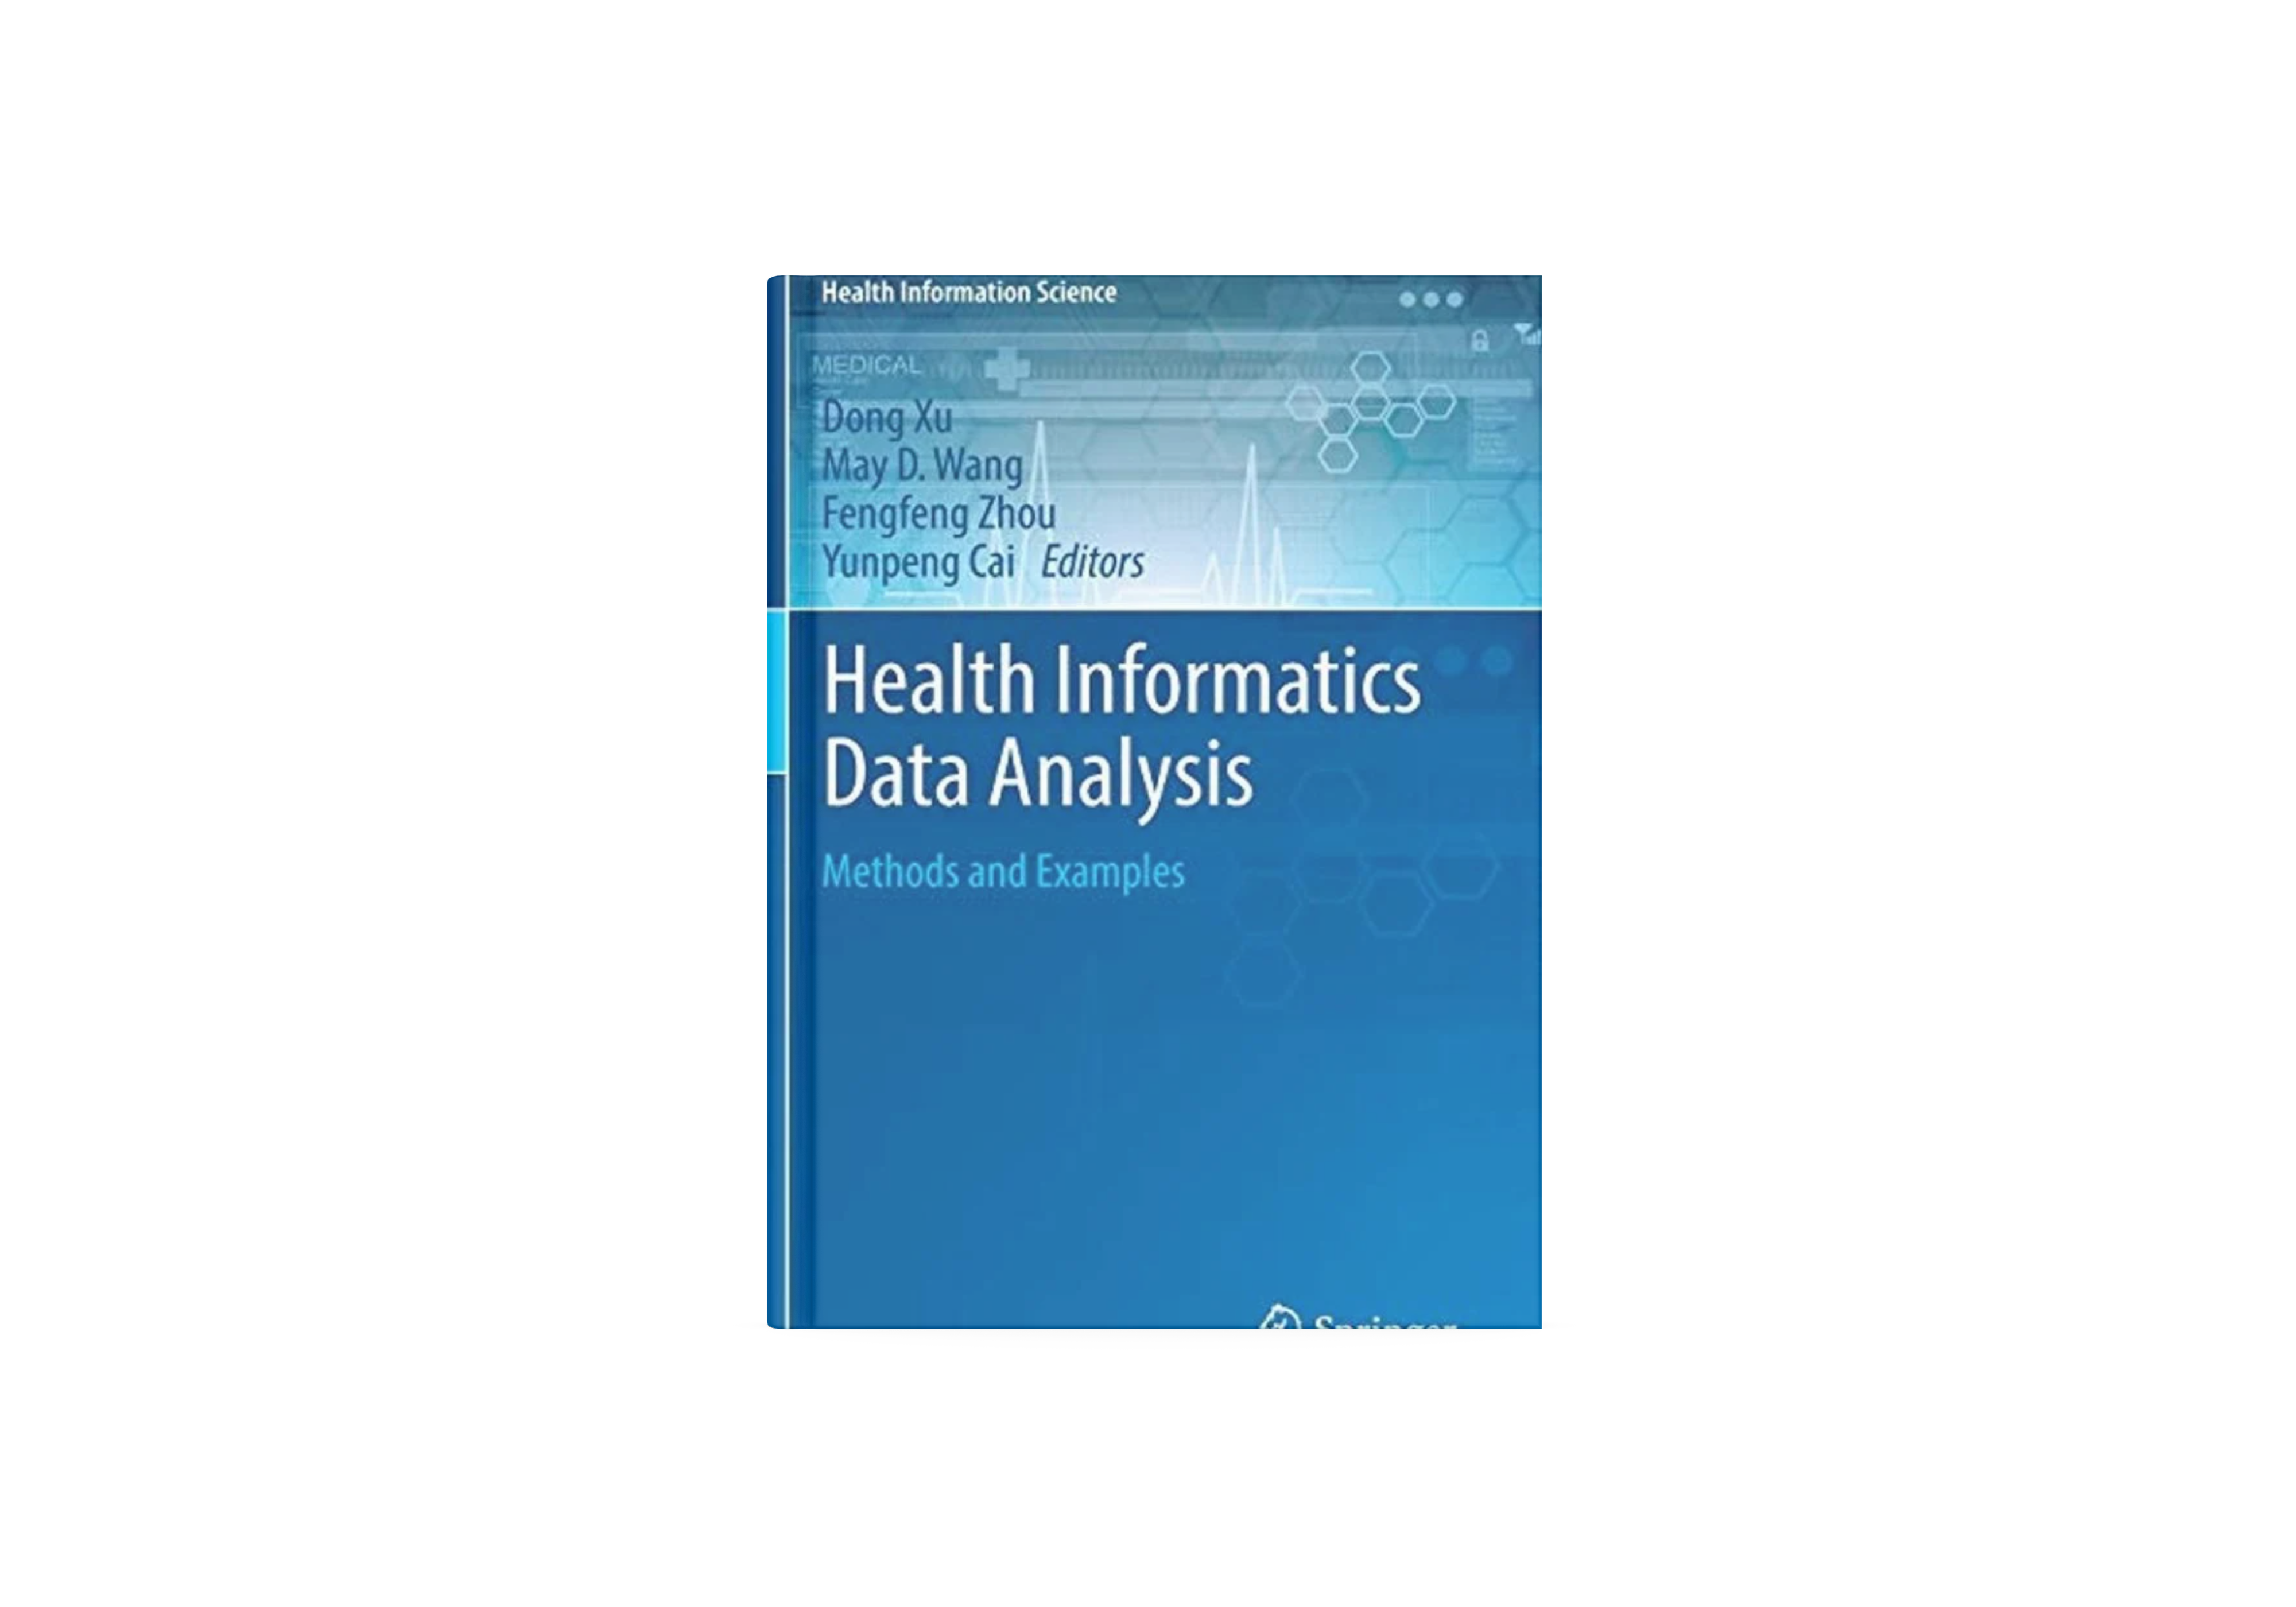 Health Information Science
MEDICAL
Dong Xu
May D. Wang
Fengfeng Zhou
Yunpeng Cai Editors
Health Informatics
Data Analysis
Methods and Examples
Springer